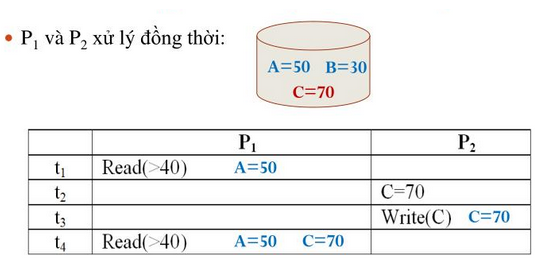 • P₁ và P₂ xử lý đồng thời:
A=50 B=30
C=70
P₁ P₂
t₁ Read(>40) A=50
t₂ C=70
t₃ Write(C) C=70
t₄ Read(>40) A=50 C=70